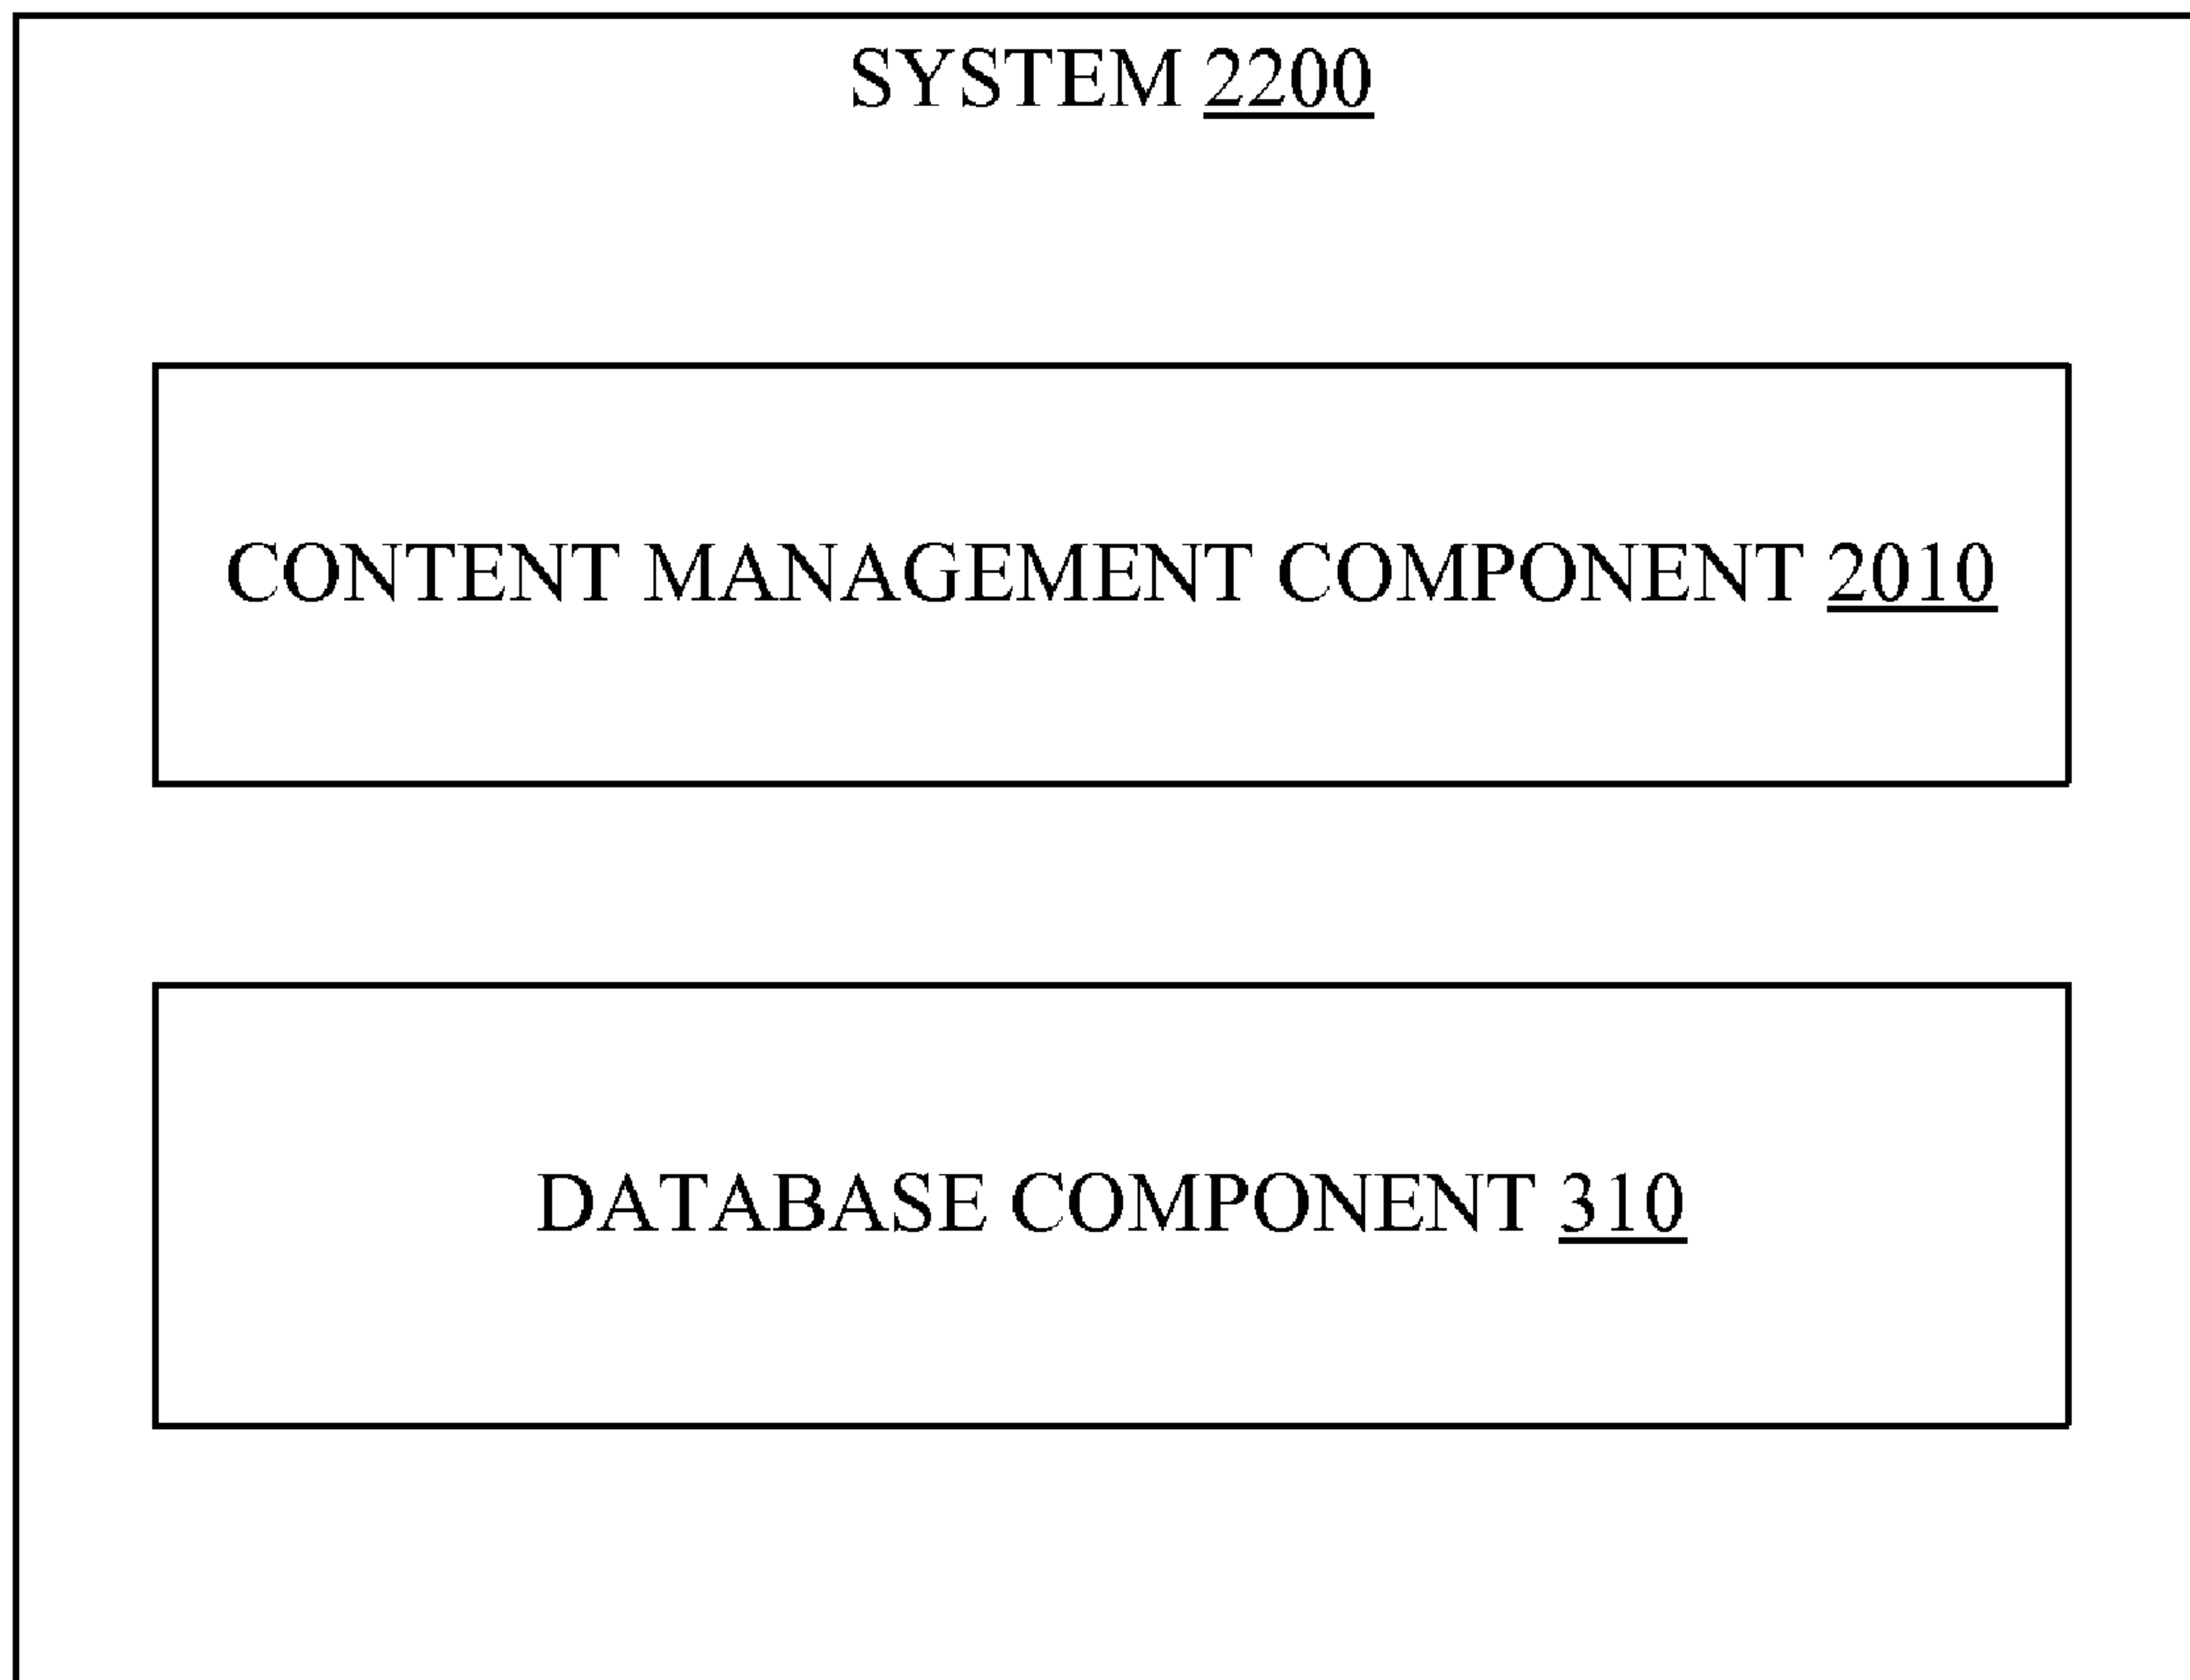 SYSTEM 2200
CONTENT MANAGEMENT COMPONENT 2010
DATABASE COMPONENT 310